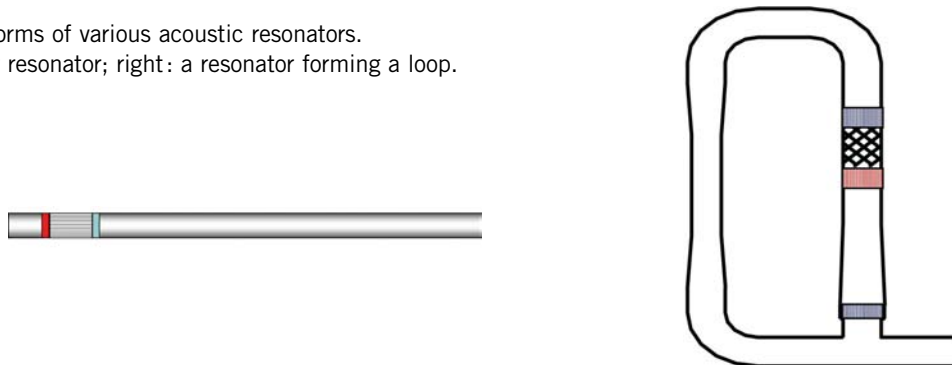 orms of various acoustic resonators.
resonator; right: a resonator forming a loop.